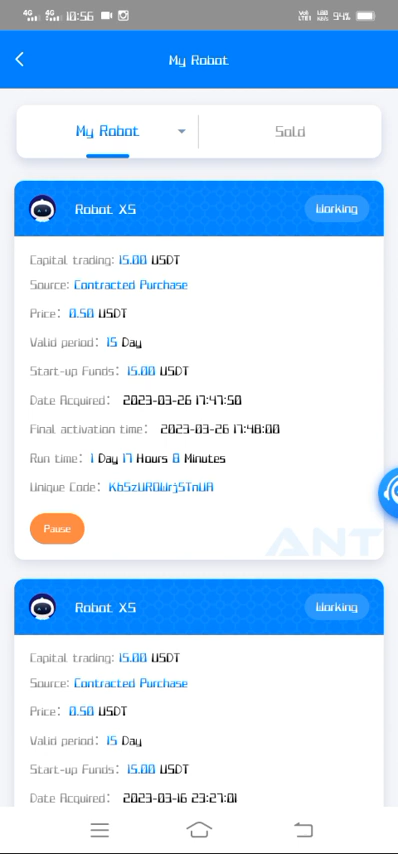 4G 4G 10:56 94%
My Robot
My Robot Sold
Robot X5 Working
Capital trading: 15.00 USDT
Source: Contracted Purchase
Price: 0.50 USDT
Valid period: 15 Day
Start-up Funds: 15.00 USDT
Date Acquired: 2023-03-26 17:47:50
Final activation time: 2023-03-26 17:48:00
Run time: 1 Day 17 Hours 8 Minutes
Unique Code:
Pause
ANT
Robot X5 Working
Capital trading: 15.00 USDT
Source: Contracted Purchase
Price: 0.50 USDT
Valid period: 15 Day
Start-up Funds: 15.00 USDT
Date Acquired: 2023-03-16 23:27:01